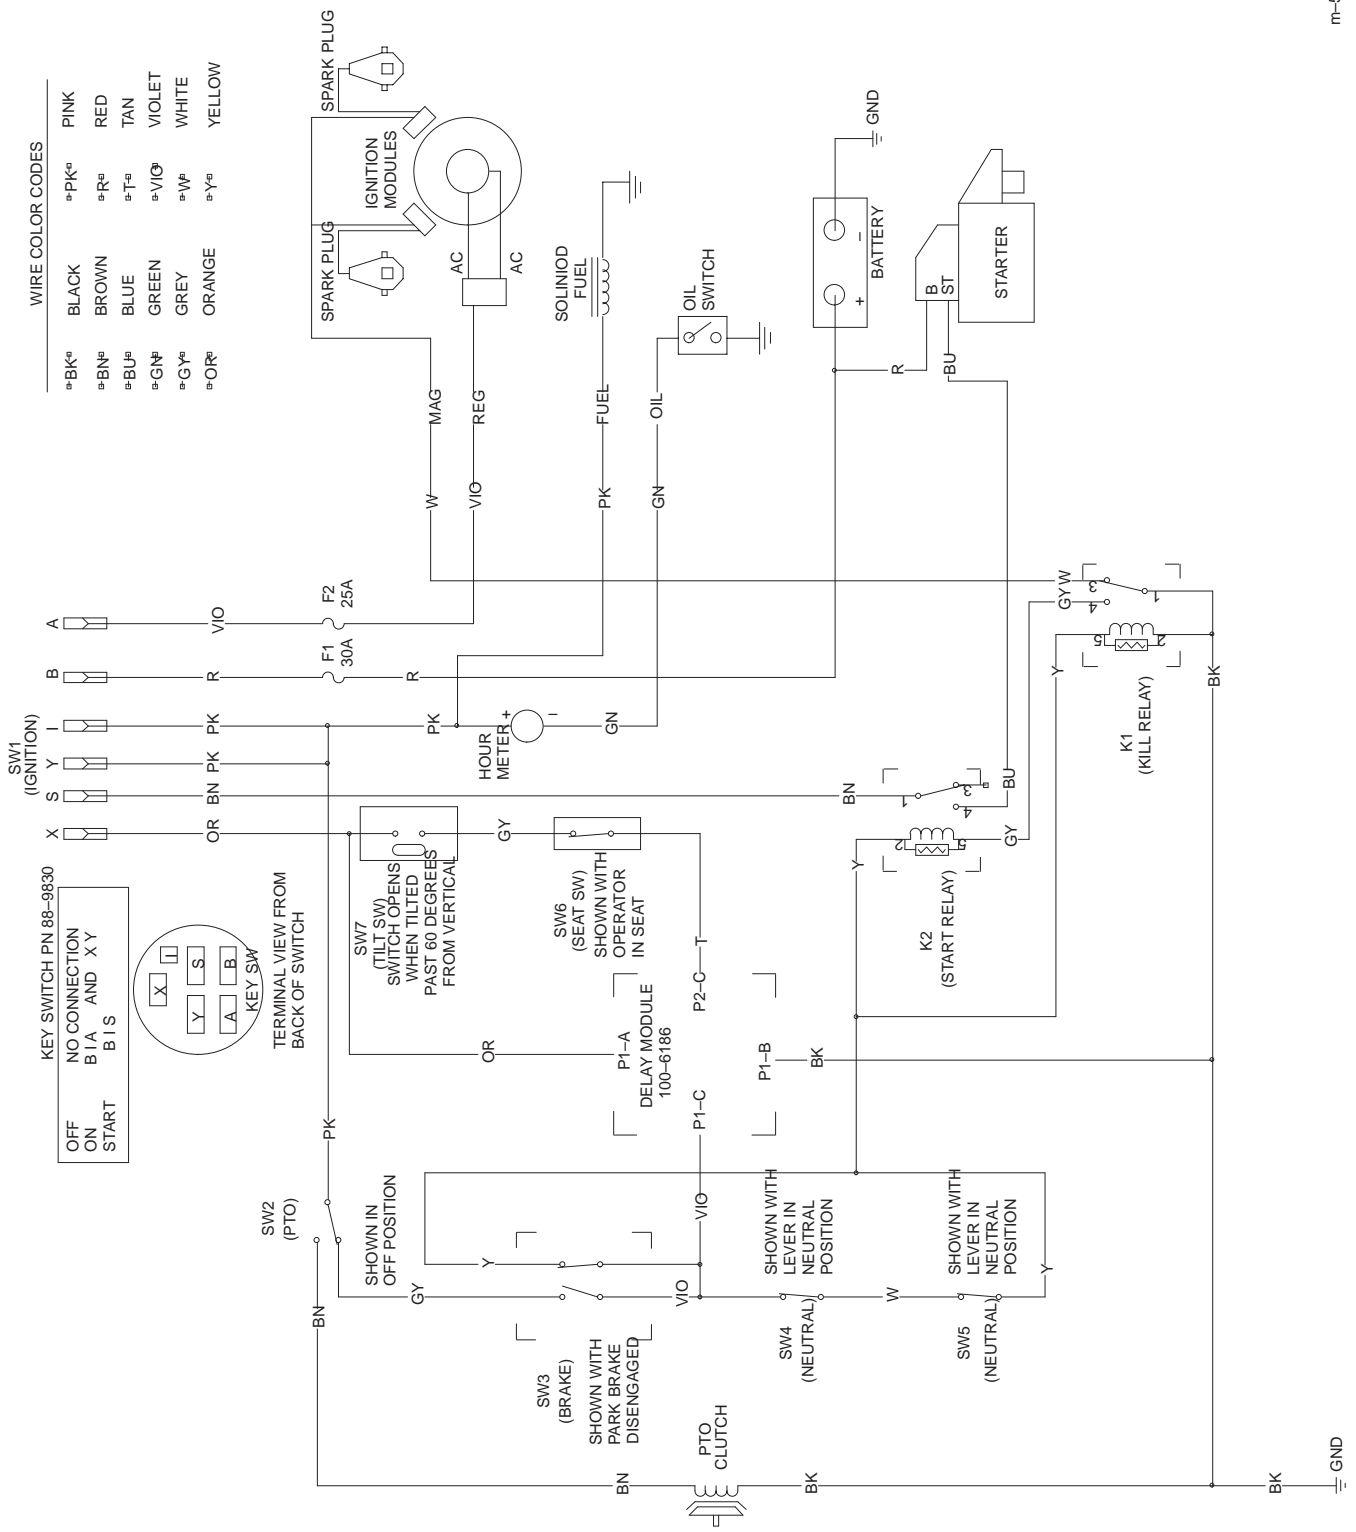 WIRE COLOR CODES
BK BLACK PK PINK
BN BROWN R RED
BU BLUE T TAN
GN GREEN VIO VIOLET
GY GREY W WHITE
OR ORANGE Y YELLOW
KEY SWITCH PN 88–9830
OFF NO CONNECTION
ON B I A AND X Y
START B I S
X
I
Y
S
A
B
KEY SW
TERMINAL VIEW FROM
BACK OF SWITCH
SW1
(IGNITION)
X
S
Y
I
B
A
OR
BN
PK
PK
R
VIO
F1
30A
F2
25A
R
PK
HOUR
METER
+
–
GN
W
MAG
VIO
REG
PK
FUEL
GN
OIL
SPARK PLUG
SPARK PLUG
IGNITION
MODULES
AC
AC
SOLINIOD
FUEL
OIL
SWITCH
BATTERY
+
–
GND
R
BU
B
ST
STARTER
SW2
(PTO)
SHOWN IN
OFF POSITION
PK
BN
GY
SW7
(TILT SW)
SWITCH OPENS
WHEN TILTED
PAST 60 DEGREES
FROM VERTICAL
GY
SW6
(SEAT SW)
SHOWN WITH
OPERATOR
IN SEAT
T
OR
P1–A
DELAY MODULE
100–6186
P1–C
P2–C
P1–B
BK
VIO
Y
VIO
SW3
(BRAKE)
SHOWN WITH
PARK BRAKE
DISENGAGED
SHOWN WITH
LEVER IN
NEUTRAL
POSITION
SW4
(NEUTRAL)
W
SHOWN WITH
LEVER IN
NEUTRAL
POSITION
SW5
(NEUTRAL)
Y
BN
1
3
4
BU
Y
2
5
GY
K2
(START RELAY)
GY
W
3
4
1
Y
5
2
BK
K1
(KILL RELAY)
BN
PTO
CLUTCH
BK
BK
GND